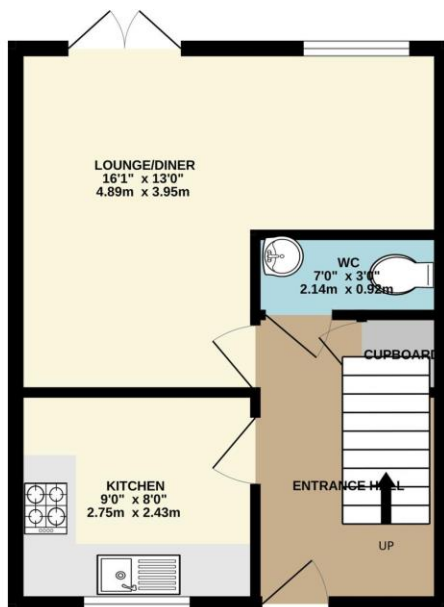 LOUNGE/DINER
16'1" x 13'0"
4.89m x 3.95m
WC
7'0" x 3'0"
2.14m x 0.92m
CUPBOARD
KITCHEN
9'0" x 8'0"
2.75m x 2.43m
ENTRANCE HALL
UP